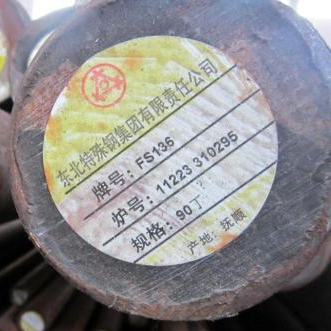 东北特殊钢集团有限责任公司
牌号: FS136
炉号: 11223 310295
规格: 90丁
产地: 抚顺